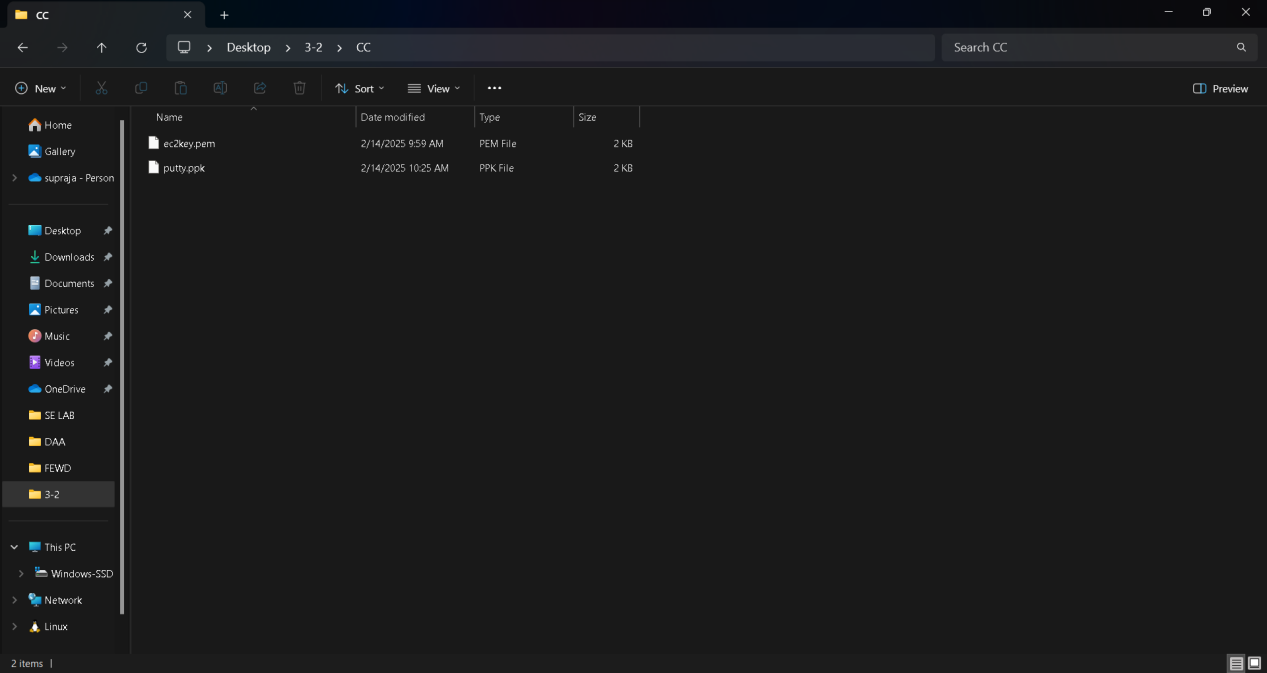 CC
Desktop > 3-2 > CC
Search CC
New
Sort
View
Preview
Name Date modified Type Size
ec2key.pem 2/14/2025 9:59 AM PEM File 2 KB
putty.ppk 2/14/2025 10:25 AM PPK File 2 KB
Home
Gallery
supraja - Person
Desktop
Downloads
Documents
Pictures
Music
Videos
OneDrive
SE LAB
DAA
FEWD
3-2
This PC
Windows-SSD
Network
Linux
2 items